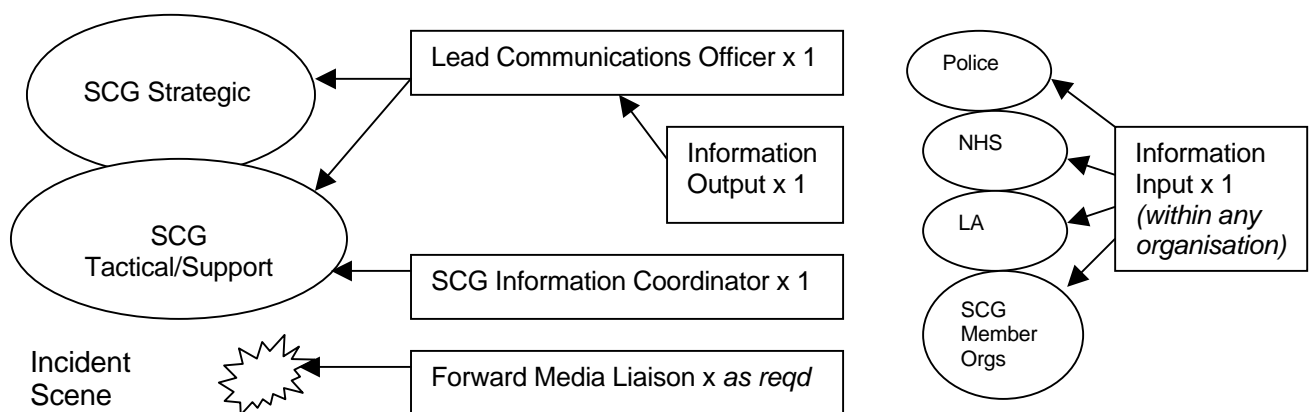 SCG Strategic
SCG
Tactical/Support
Incident
Scene
Lead Communications Officer x 1
Information
Output x 1
SCG Information Coordinator x 1
Forward Media Liaison x as reqd
Police
NHS
LA
SCG
Member
Orgs
Information
Input x 1
(within any
organisation)